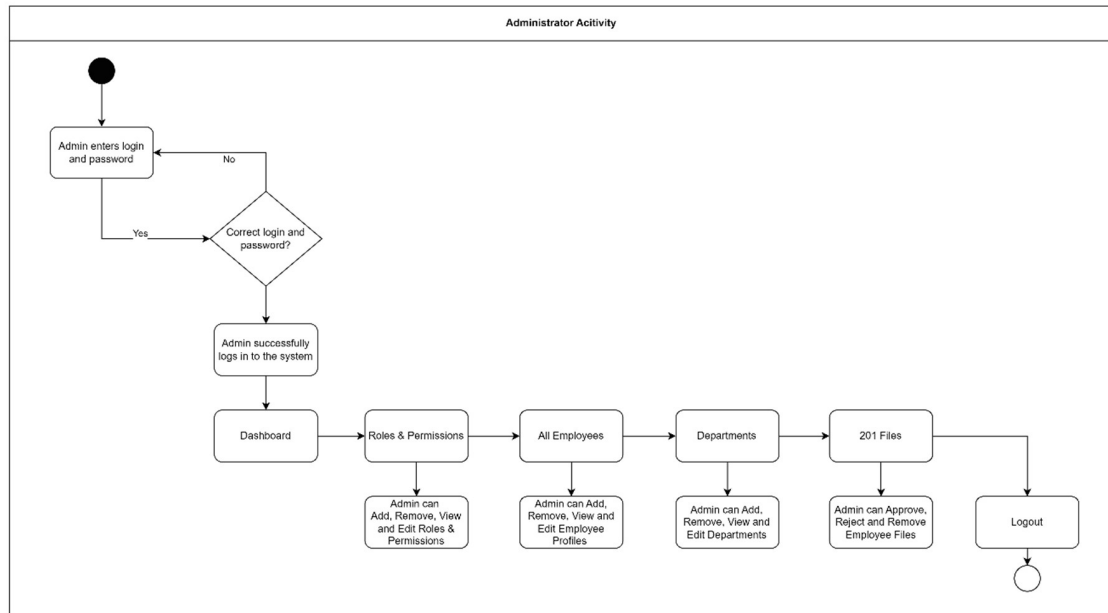 Administrator Acitivity
Admin enters login
and password
No
Yes
Correct login and
password?
Admin successfully
logs in to the system
Dashboard
Roles & Permissions
All Employees
Departments
201 Files
Admin can
Add, Remove, View
and Edit Roles &
Permissions
Admin can Add,
Remove, View and
Edit Employee
Profiles
Admin can Add,
Remove, View and
Edit Departments
Admin can Approve,
Reject and Remove
Employee Files
Logout